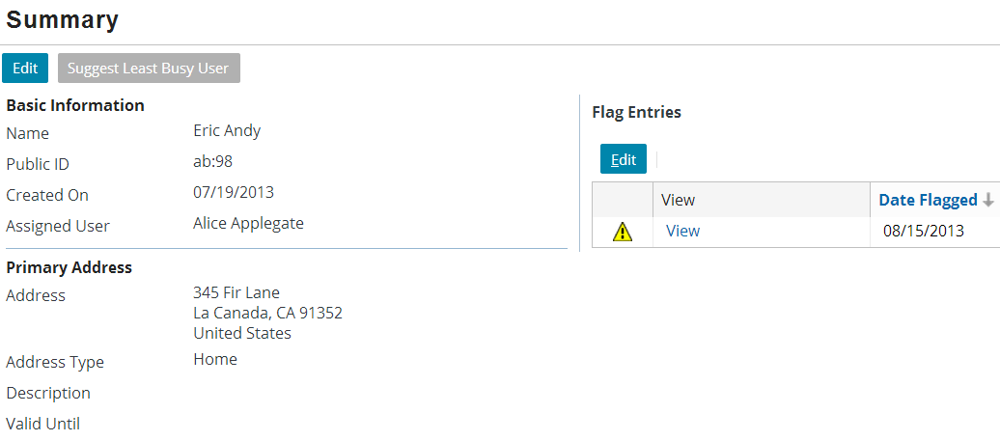 Summary
Edit Suggest Least Busy User
Basic Information
Name Eric Andy
Public ID ab:98
Created On 07/19/2013
Assigned User Alice Applegate
Primary Address
Address 345 Fir Lane
La Canada, CA 91352
United States
Address Type Home
Description
Valid Until
Flag Entries
Edit
View Date Flagged
View 08/15/2013